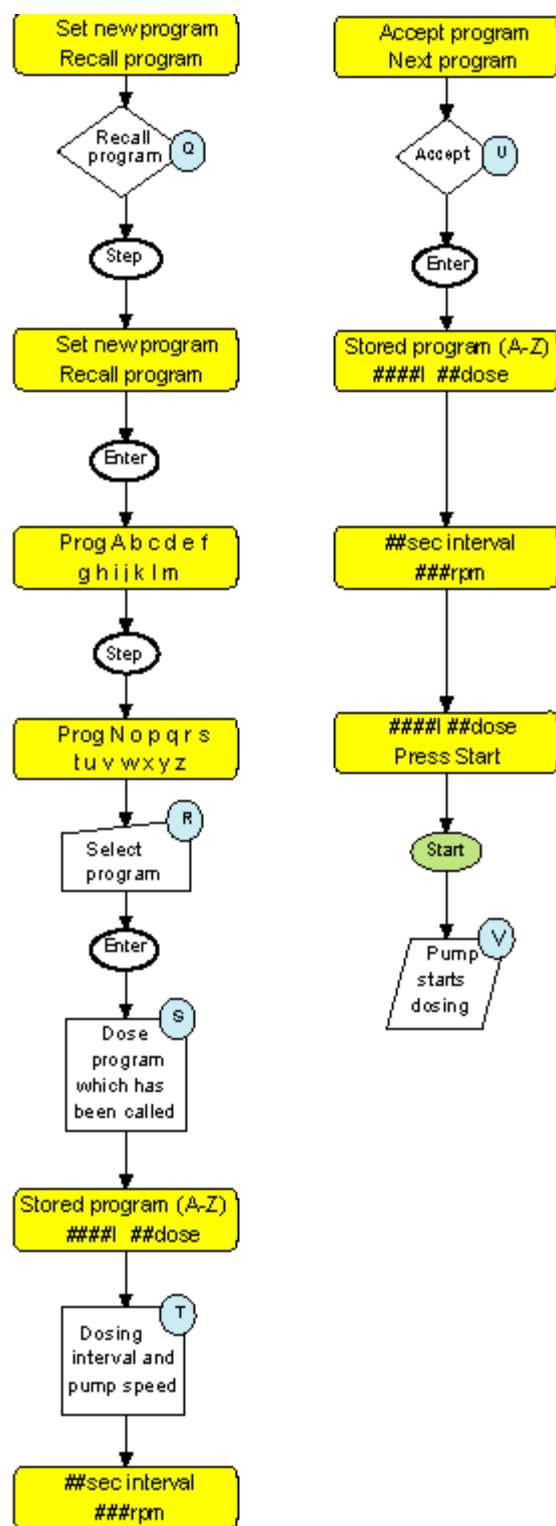 Set new program
Recall program
Recall
program
Q
Step
Set new program
Recall program
Enter
Prog A b c d e f
g h i j k l m
Step
Prog N o p q r s
t u v w x y z
R
Select
program
Enter
S
Dose
program
which has
been called
Stored program (A-Z)
####l ##dose
T
Dosing
interval and
pump speed
##sec interval
###rpm
Accept program
Next program
Accept
U
Enter
Stored program (A-Z)
####l ##dose
##sec interval
###rpm
####l ##dose
Press Start
Start
V
Pump
starts
dosing